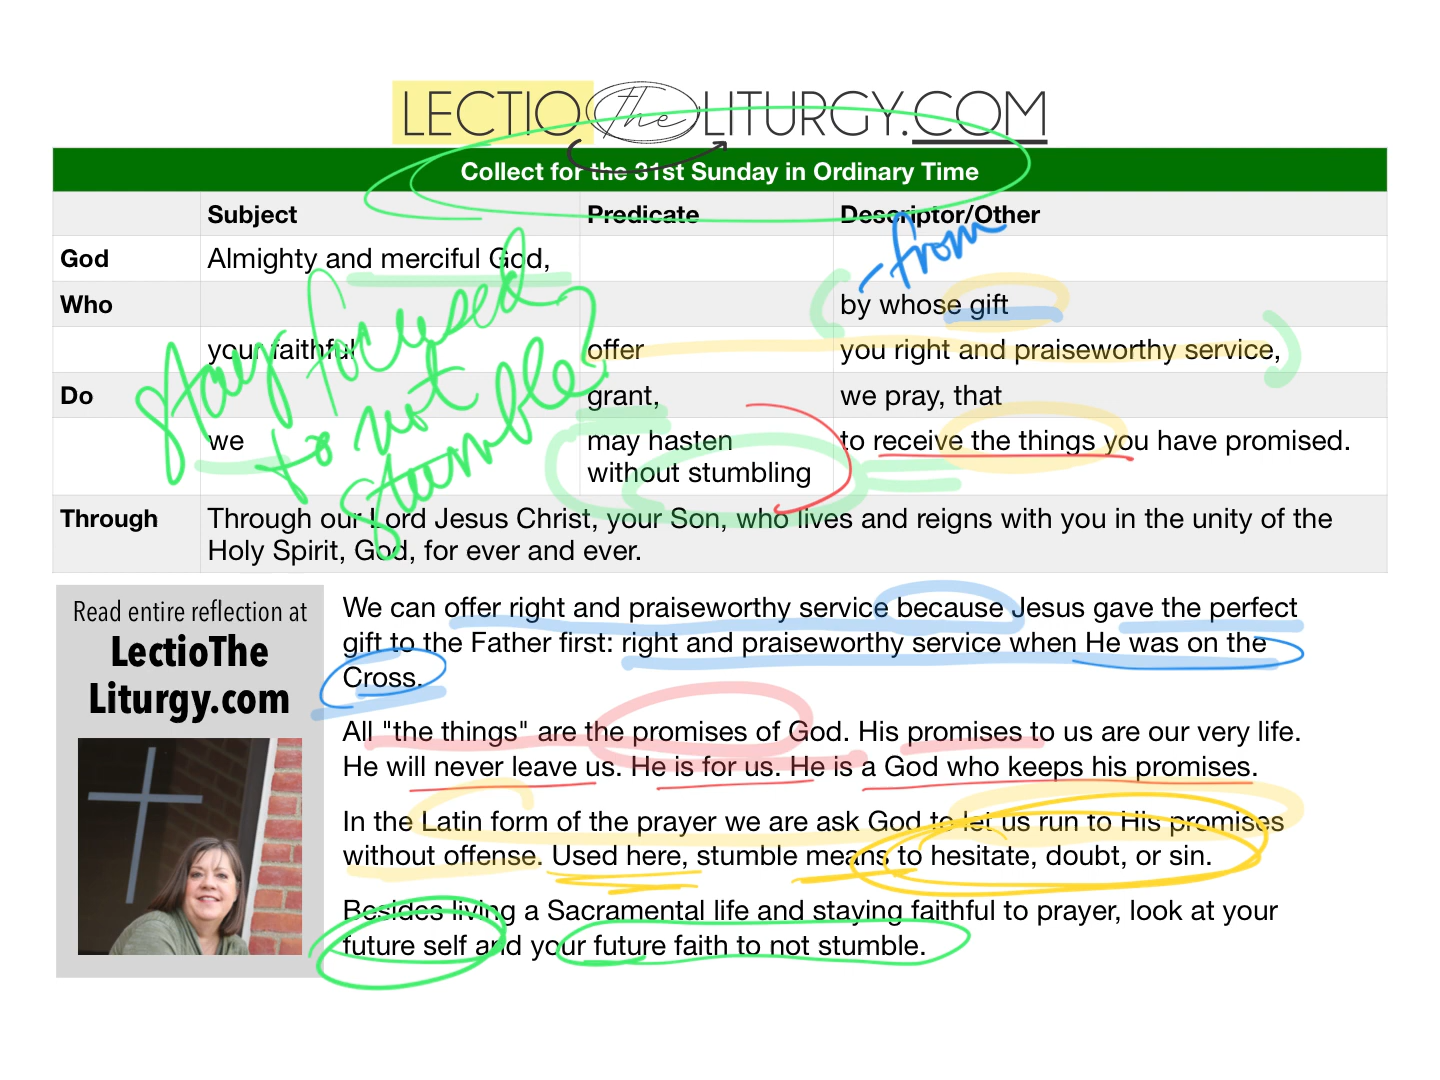 LECTIO the LITURGY.COM
Collect for the 31st Sunday in Ordinary Time
Subject Predicate Descriptor/Other
God Almighty and merciful God,
- from
Who by whose gift
your faithful offer you right and praiseworthy service,
Do grant, we pray, that
we may hasten to receive the things you have promised.
without stumbling
stay focused
to not
stumble
Through Through our Lord Jesus Christ, your Son, who lives and reigns with you in the unity of the
Holy Spirit, God, for ever and ever.
Read entire reflection at
LectioThe
Liturgy.com
We can offer right and praiseworthy service because Jesus gave the perfect
gift to the Father first: right and praiseworthy service when He was on the
Cross.
All "the things" are the promises of God. His promises to us are our very life.
He will never leave us. He is for us. He is a God who keeps his promises.
In the Latin form of the prayer we are ask God to let us run to His promises
without offense. Used here, stumble means to hesitate, doubt, or sin.
Besides living a Sacramental life and staying faithful to prayer, look at your
future self and your future faith to not stumble.